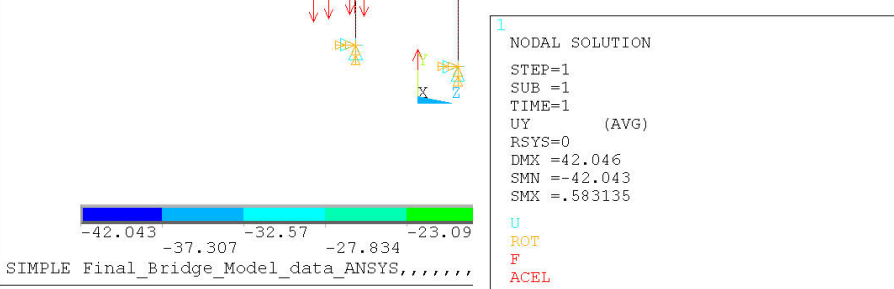 Y
X
Z
-42.043
-37.307
-32.57
-27.834
-23.09
SIMPLE Final_Bridge_Model_data_ANSYS,,,,,,,
1
NODAL SOLUTION
STEP=1
SUB =1
TIME=1
UY (AVG)
RSYS=0
DMX =42.046
SMN =-42.043
SMX =.583135
U
ROT
F
ACEL